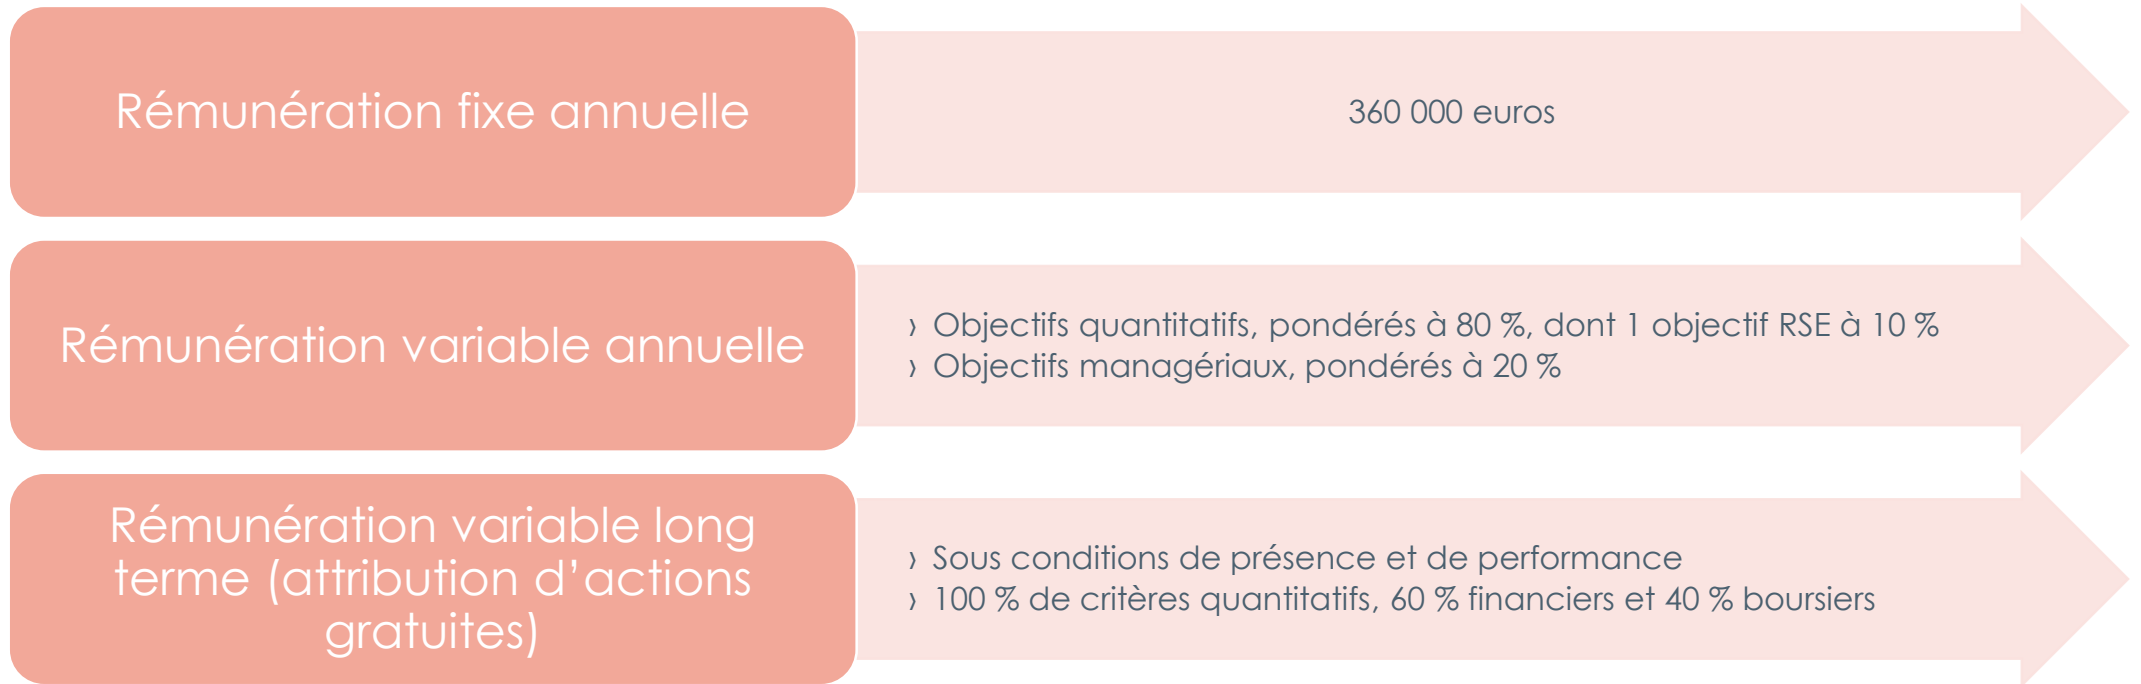 Rémunération fixe annuelle
360 000 euros
Rémunération variable annuelle
› Objectifs quantitatifs, pondérés à 80 %, dont 1 objectif RSE à 10 %
› Objectifs managériaux, pondérés à 20 %
Rémunération variable long
terme (attribution d’actions
gratuites)
› Sous conditions de présence et de performance
› 100 % de critères quantitatifs, 60 % financiers et 40 % boursiers